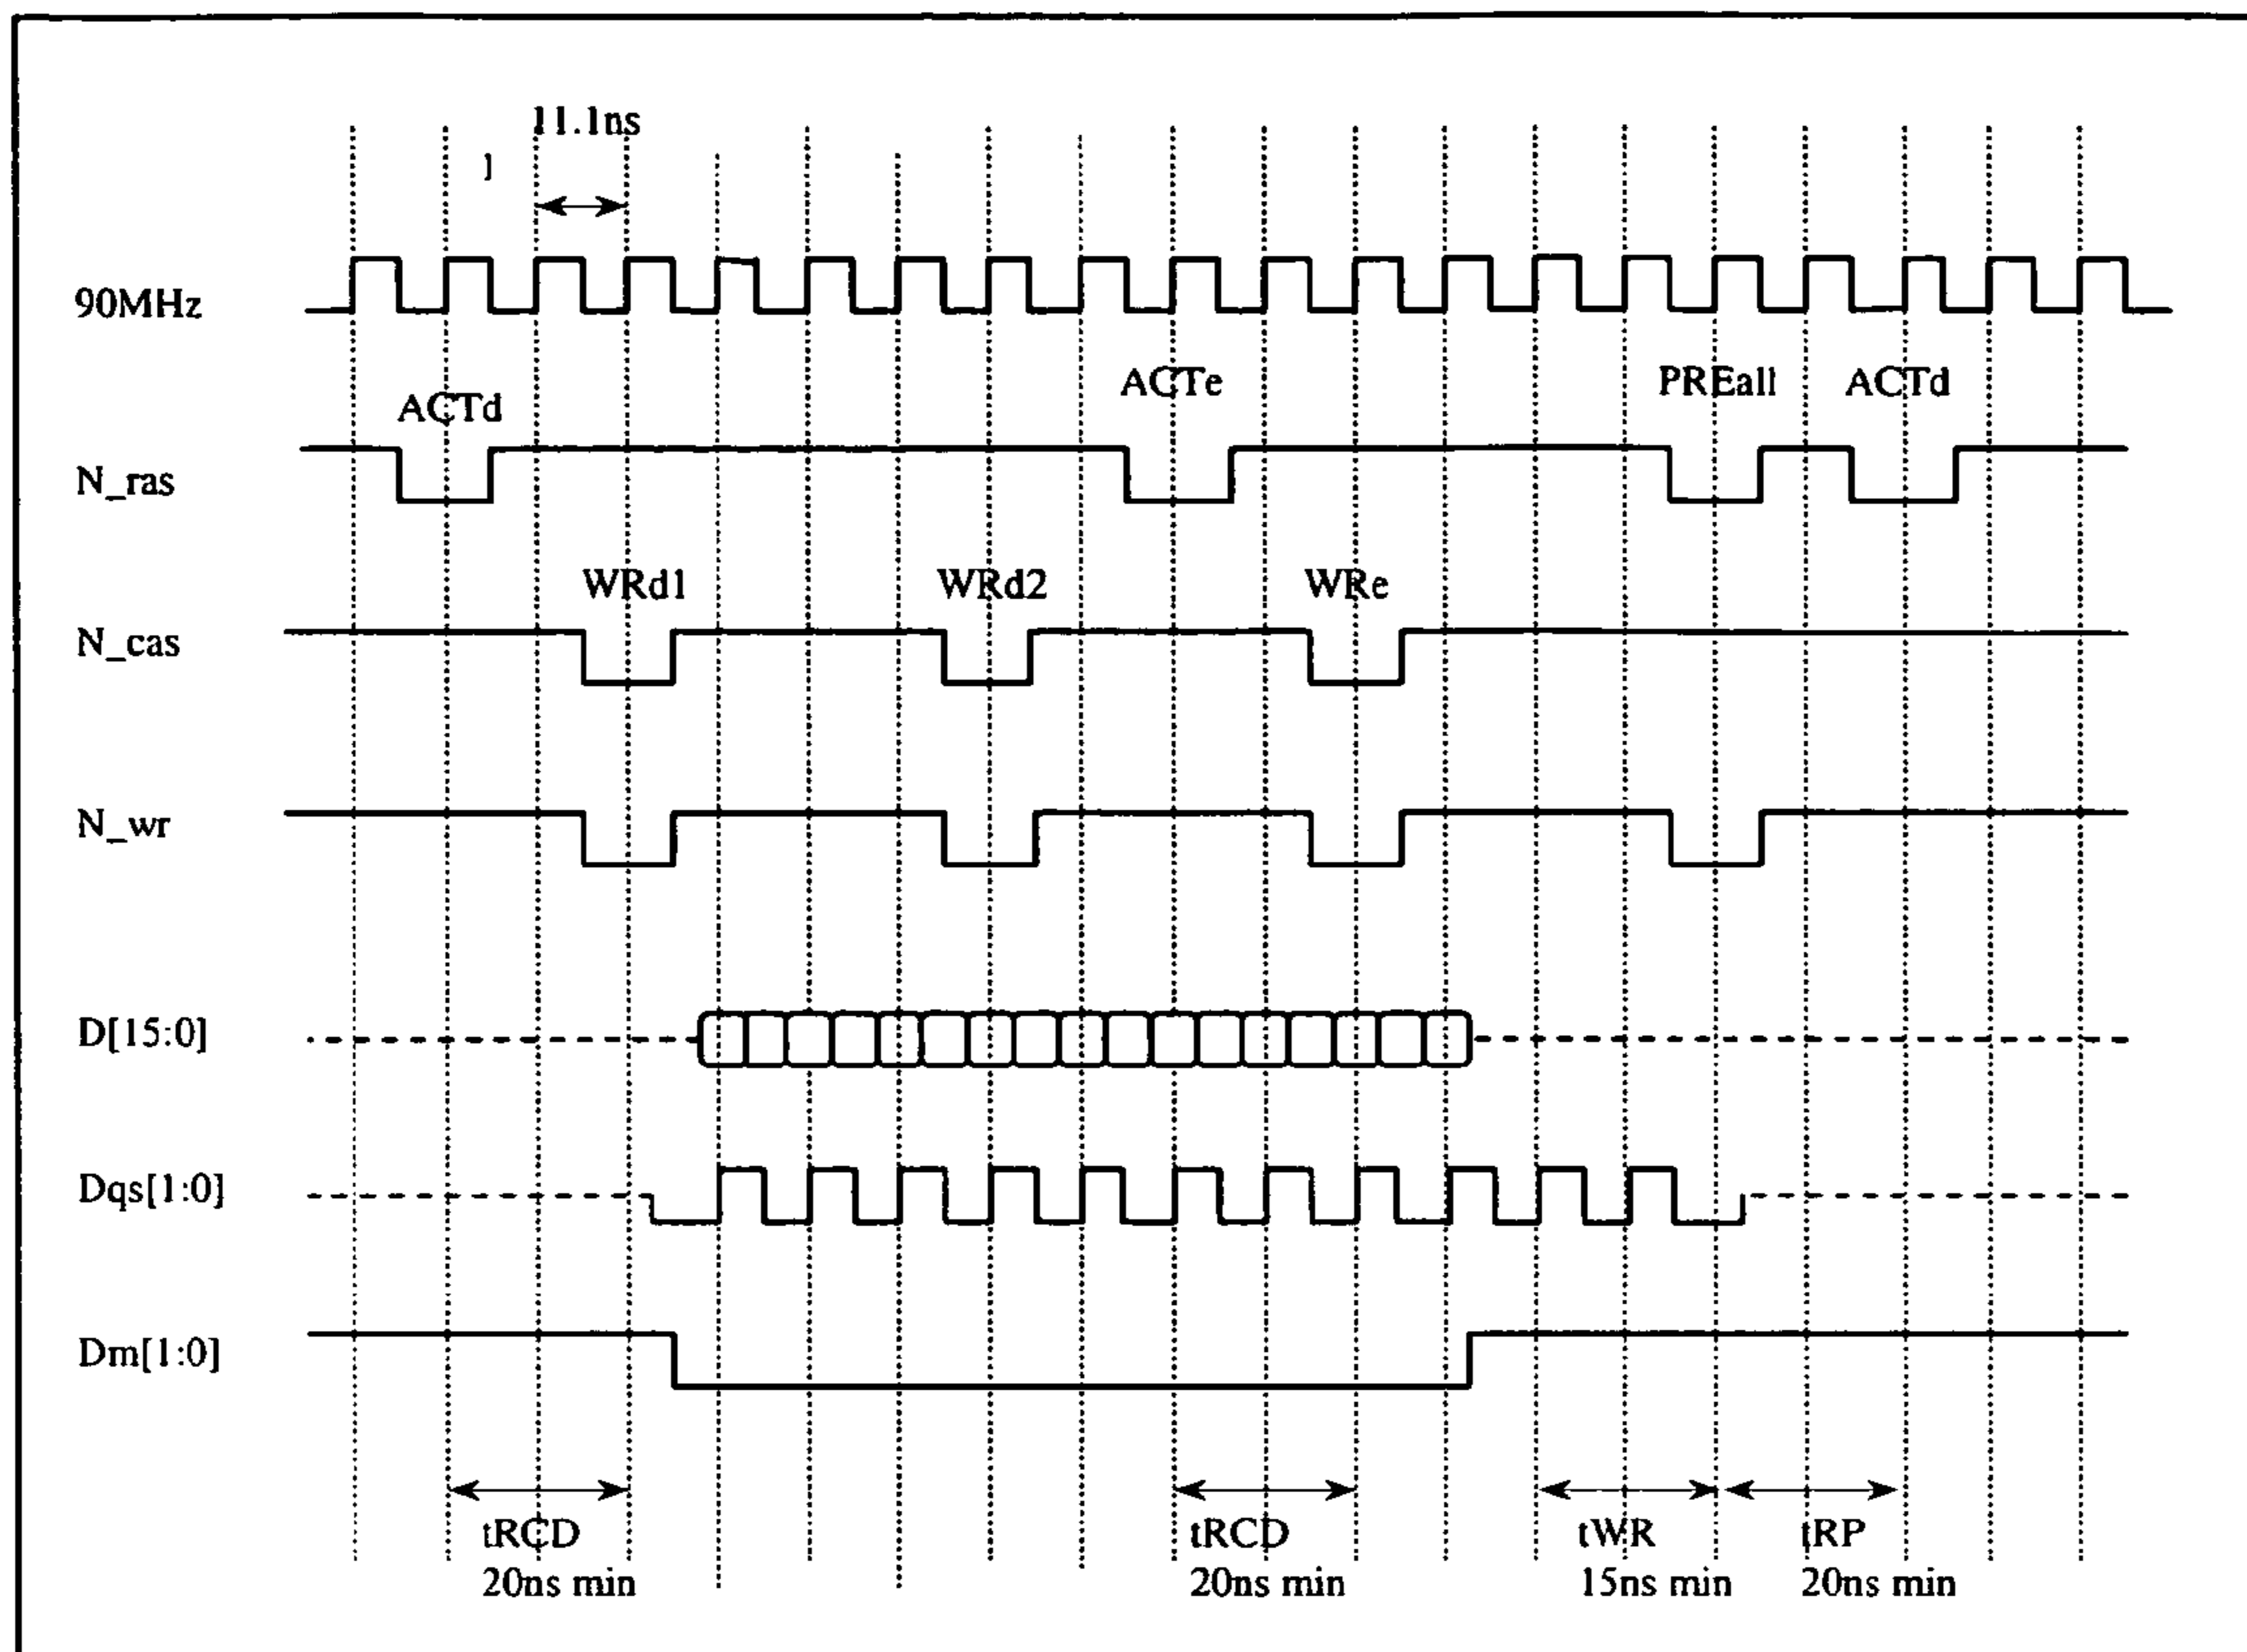 11.1ns
90MHz
ACTd
ACTe
PREall
ACTd
N_ras
WRd1
WRd2
WRe
N_cas
N_wr
D[15:0]
Dqs[1:0]
Dm[1:0]
tRCD
20ns min
tRCD
20ns min
tWR
15ns min
tRP
20ns min